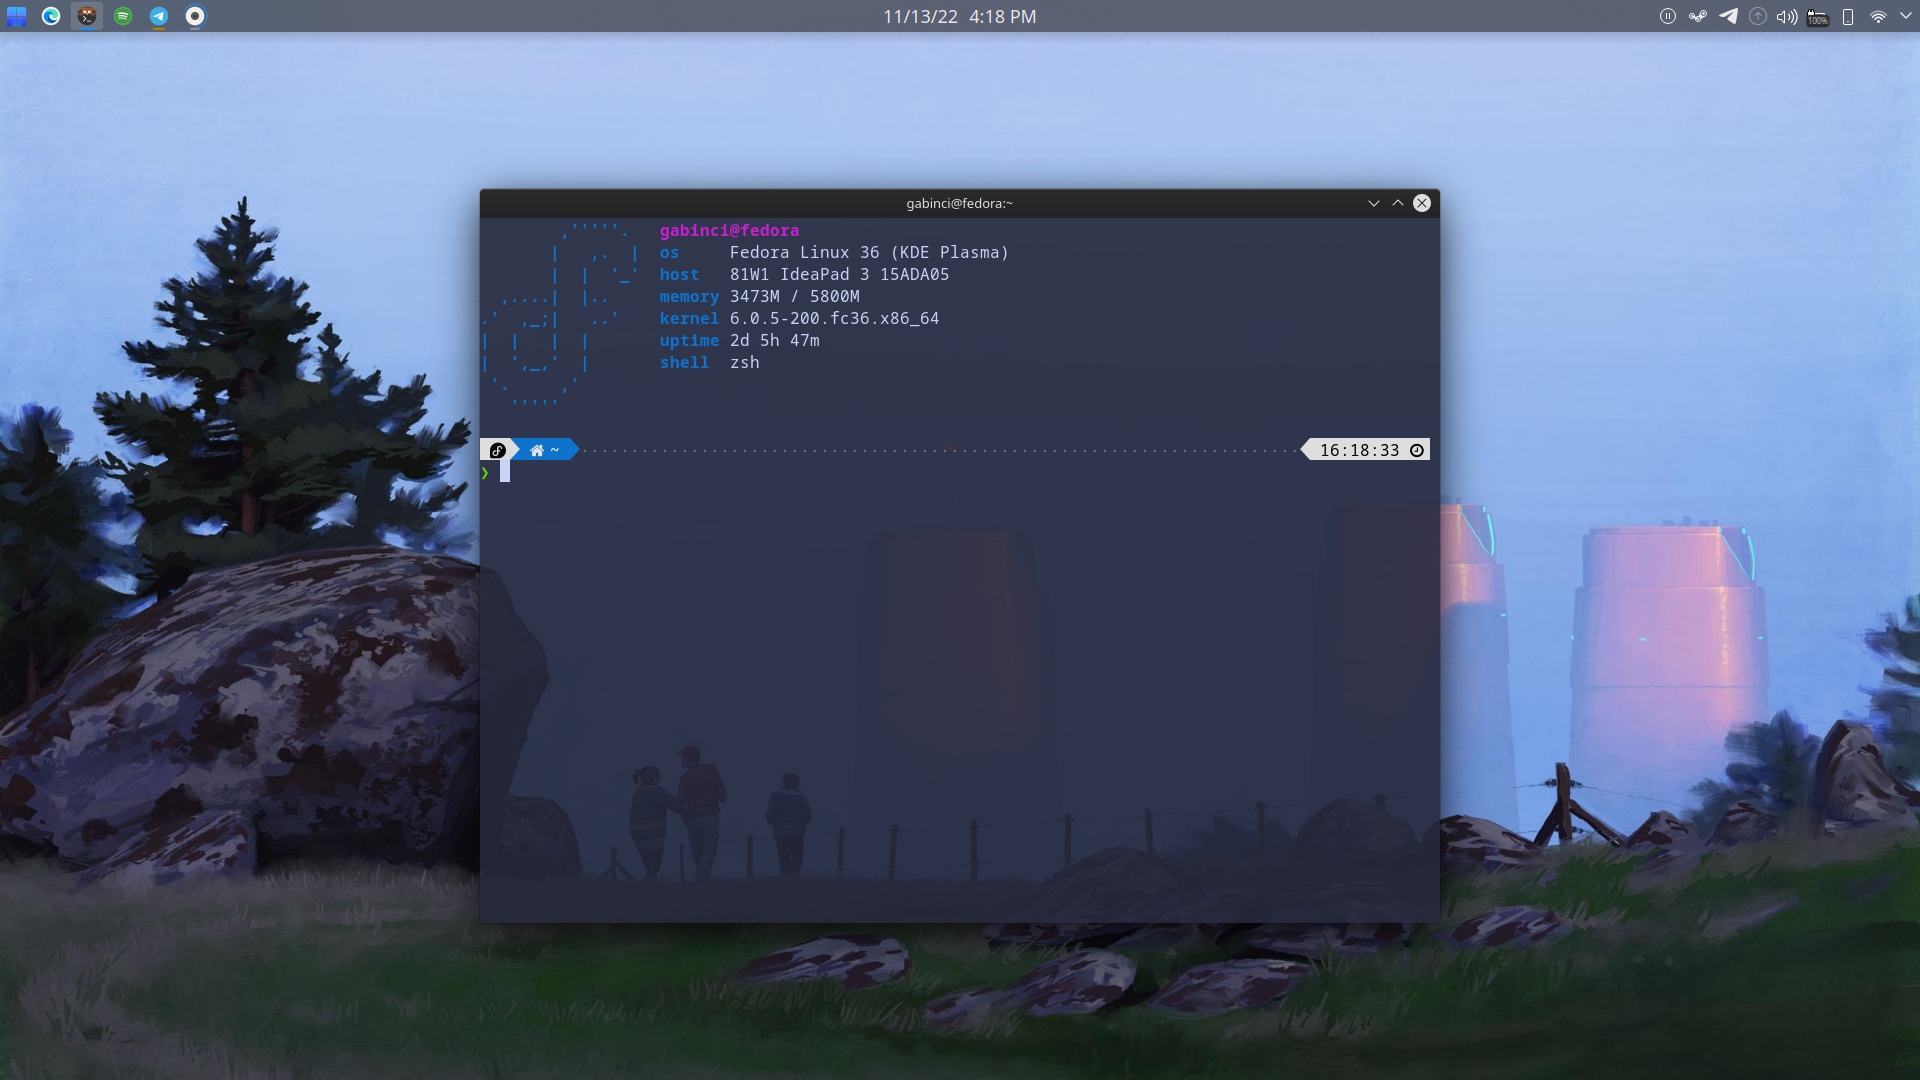 11/13/22 4:18 PM
100%
gabinci@fedora:~
gabinci@fedora
os Fedora Linux 36 (KDE Plasma)
host 81W1 IdeaPad 3 15ADA05
memory 3473M / 5800M
kernel 6.0.5-200.fc36.x86_64
uptime 2d 5h 47m
shell zsh
~ 16:18:33
❯